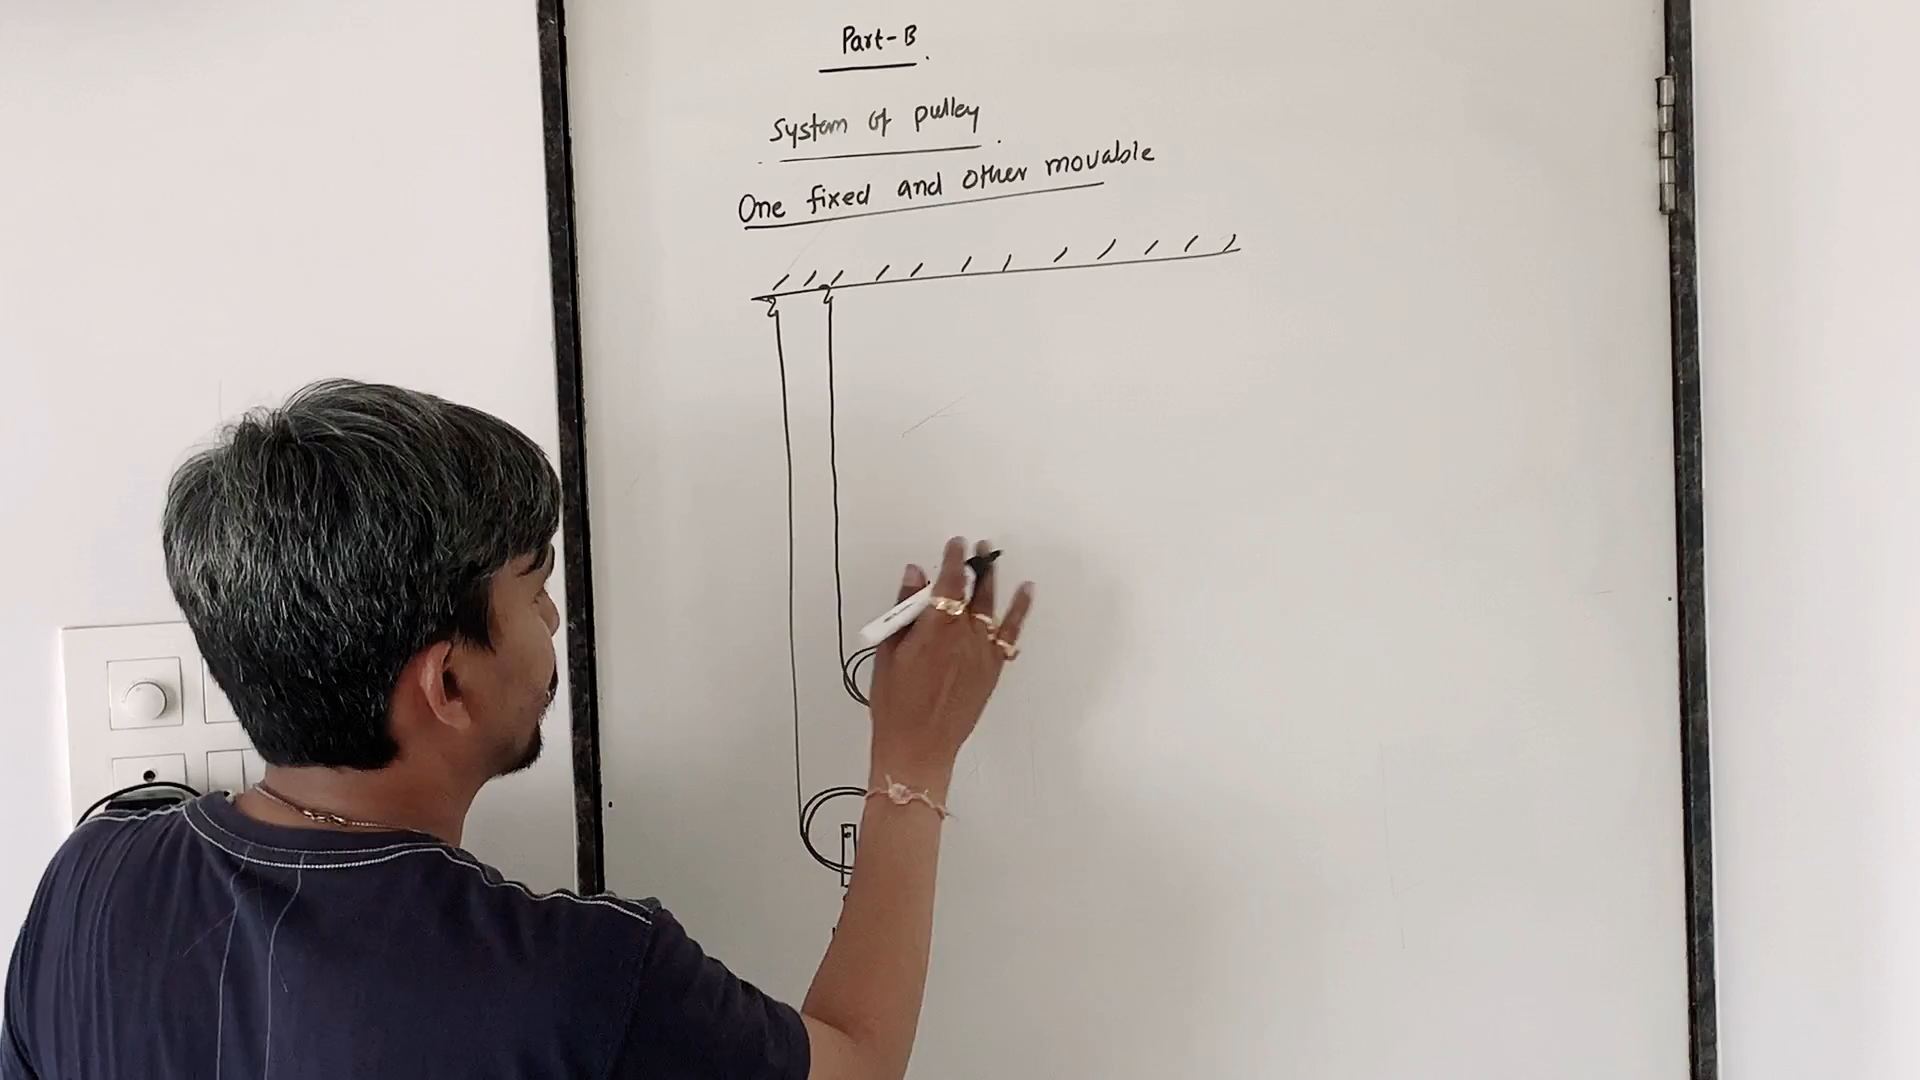 Part-B.
System of pulley.
One fixed and other movable